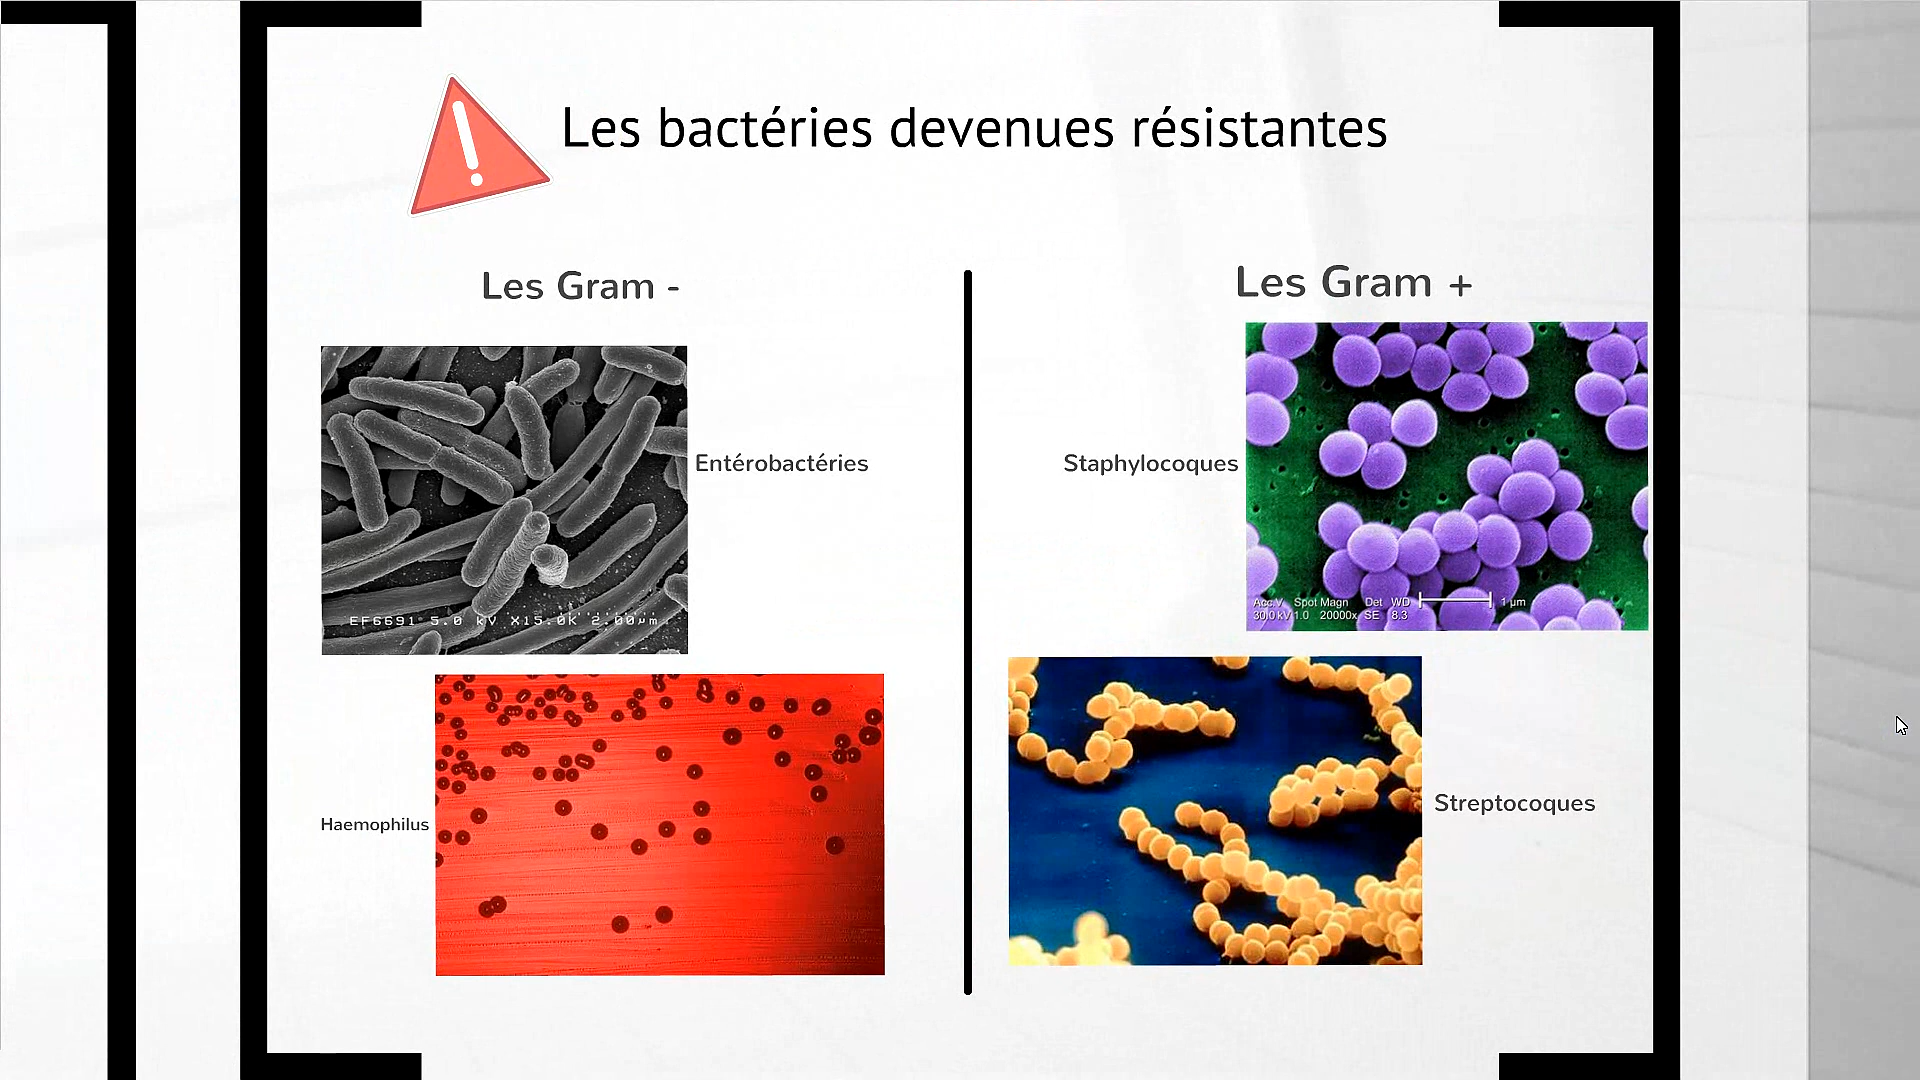 Les bactéries devenues résistantes
Les Gram -
Entérobactéries
EF6691 5.0 kV X15.0K 2.00µm
Haemophilus
Les Gram +
Staphylocoques
Acc.V Spot Magn Det WD 1 µm
30.0 kV 1.0 20000x SE 8.3
Streptocoques